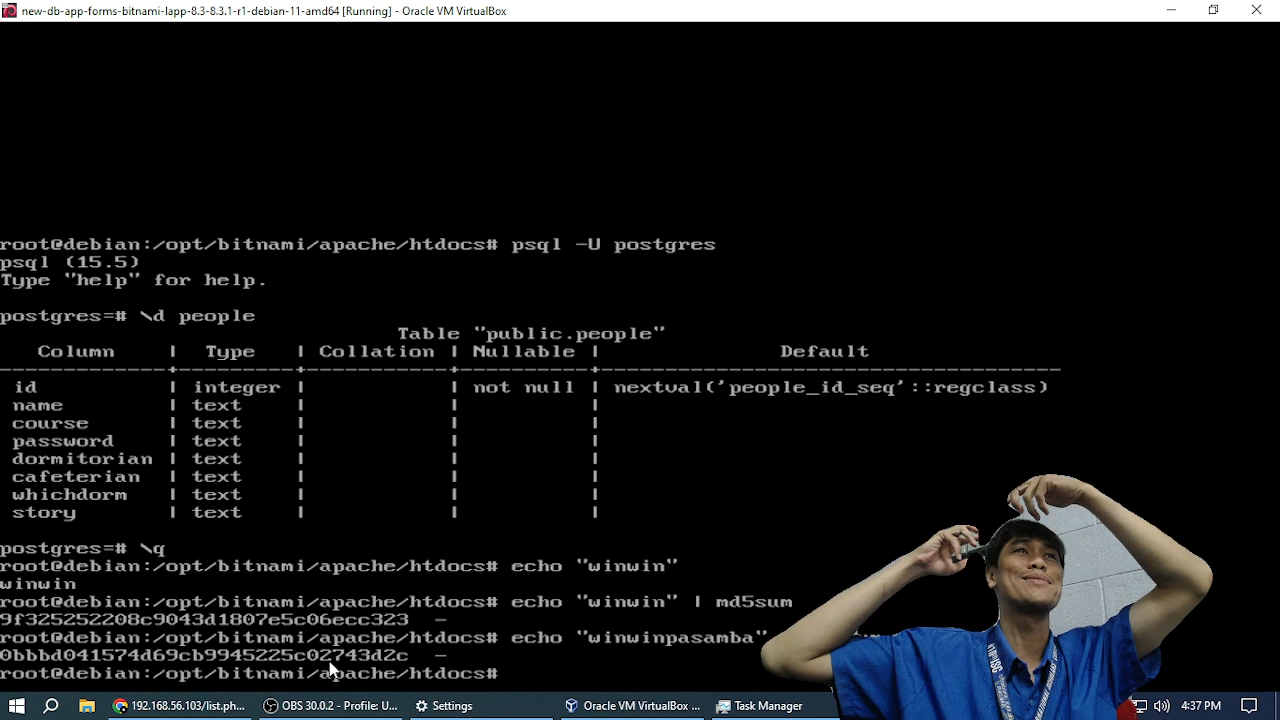 new-db-app-forms-bitnami-lapp-8.3-8.3.1-r1-debian-11-amd64 [Running] - Oracle VM VirtualBox
root@debian:/opt/bitnami/apache/htdocs# psql -U postgres
psql (15.5)
Type "help" for help.
postgres=# \d people
Table "public.people"
Column | Type | Collation | Nullable | Default
id | integer | | not null | nextval('people_id_seq'::regclass)
name | text | | |
course | text | | |
password | text | | |
dormitorian | text | | |
cafeterian | text | | |
whichdorm | text | | |
story | text | | |
postgres=# \q
root@debian:/opt/bitnami/apache/htdocs# echo "winwin"
winwin
root@debian:/opt/bitnami/apache/htdocs# echo "winwin" | md5sum
9f325252208c9043d1807e5c06ecc323 -
root@debian:/opt/bitnami/apache/htdocs# echo "winwinpasamba"
0bbbd041574d69cb9945225c02743d2c -
root@debian:/opt/bitnami/apache/htdocs#
192.168.56.103/list.ph... OBS 30.0.2 - Profile: U... Settings Oracle VM VirtualBox ... Task Manager 4:37 PM